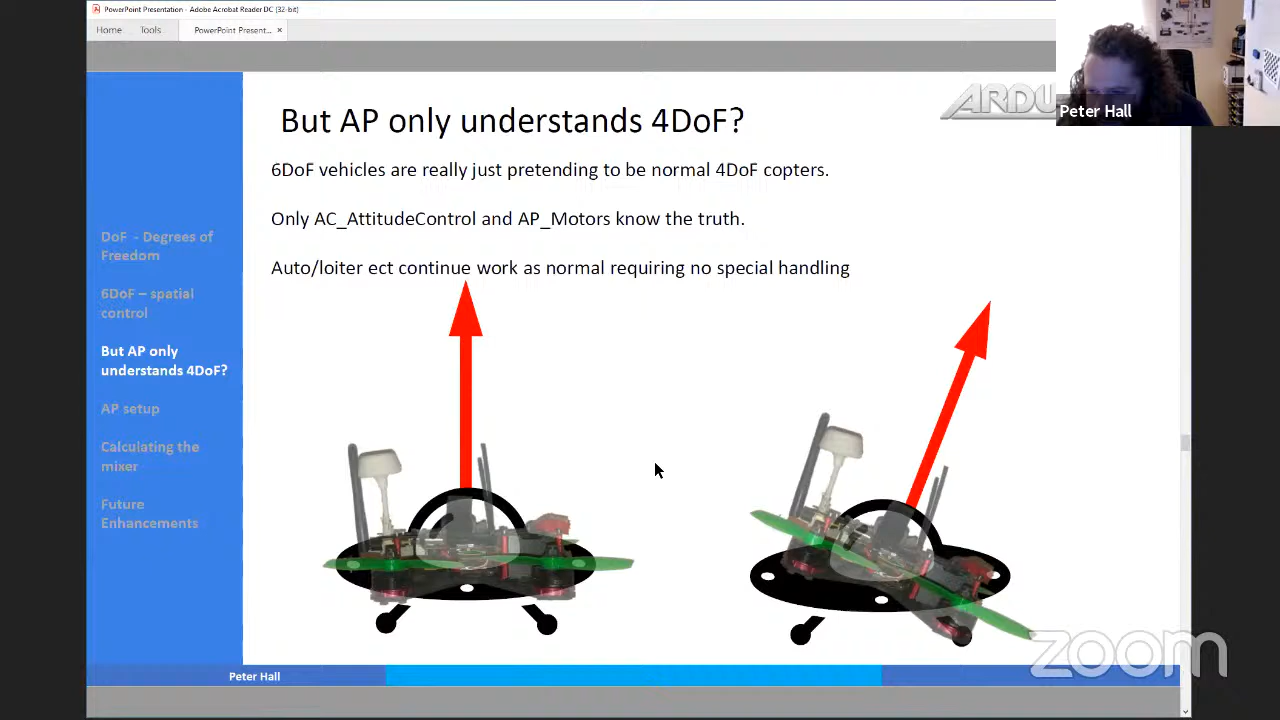 PowerPoint Presentation - Adobe Acrobat Reader DC (32-bit)
Home Tools PowerPoint Present... ×
But AP only understands 4DoF?
ARDU
Peter Hall
6DoF vehicles are really just pretending to be normal 4DoF copters.
Only AC_AttitudeControl and AP_Motors know the truth.
Auto/loiter ect continue work as normal requiring no special handling
DoF - Degrees of
Freedom
6DoF – spatial
control
But AP only
understands 4DoF?
AP setup
Calculating the
mixer
Future
Enhancements
Peter Hall
zoom